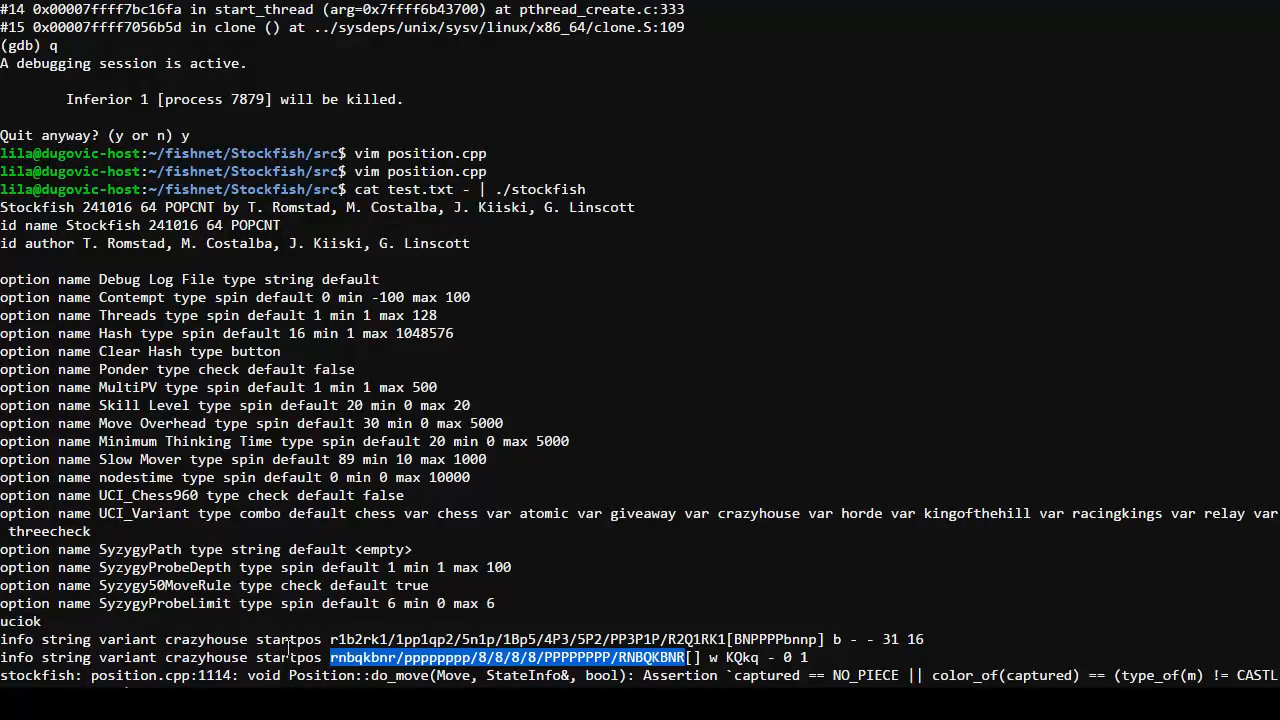 #14 0x00007ffff7bc16fa in start_thread (arg=0x7ffff6b43700) at pthread_create.c:333
#15 0x00007ffff7056b5d in clone () at ../sysdeps/unix/sysv/linux/x86_64/clone.S:109
(gdb) q
A debugging session is active.
Inferior 1 [process 7879] will be killed.
Quit anyway? (y or n) y
lila@dugovic-host:~/fishnet/Stockfish/src$ vim position.cpp
lila@dugovic-host:~/fishnet/Stockfish/src$ vim position.cpp
lila@dugovic-host:~/fishnet/Stockfish/src$ cat test.txt - | ./stockfish
Stockfish 241016 64 POPCNT by T. Romstad, M. Costalba, J. Kiiski, G. Linscott
id name Stockfish 241016 64 POPCNT
id author T. Romstad, M. Costalba, J. Kiiski, G. Linscott
option name Debug Log File type string default
option name Contempt type spin default 0 min -100 max 100
option name Threads type spin default 1 min 1 max 128
option name Hash type spin default 16 min 1 max 1048576
option name Clear Hash type button
option name Ponder type check default false
option name MultiPV type spin default 1 min 1 max 500
option name Skill Level type spin default 20 min 0 max 20
option name Move Overhead type spin default 30 min 0 max 5000
option name Minimum Thinking Time type spin default 20 min 0 max 5000
option name Slow Mover type spin default 89 min 10 max 1000
option name nodestime type spin default 0 min 0 max 10000
option name UCI_Chess960 type check default false
option name UCI_Variant type combo default chess var chess var atomic var giveaway var crazyhouse var horde var kingofthehill var racingkings var relay var
threecheck
option name SyzygyPath type string default <empty>
option name SyzygyProbeDepth type spin default 1 min 1 max 100
option name Syzygy50MoveRule type check default true
option name SyzygyProbeLimit type spin default 6 min 0 max 6
uciok
info string variant crazyhouse startpos r1b2rk1/1pp1qp2/5n1p/1Bp5/4P3/5P2/PP3P1P/R2Q1RK1[BNPPPPbnnp] b - - 31 16
info string variant crazyhouse startpos rnbqkbnr/pppppppp/8/8/8/8/PPPPPPPP/RNBQKBNR[] w KQkq - 0 1
stockfish: position.cpp:1114: void Position::do_move(Move, StateInfo&, bool): Assertion `captured == NO_PIECE || color_of(captured) == (type_of(m) != CASTL